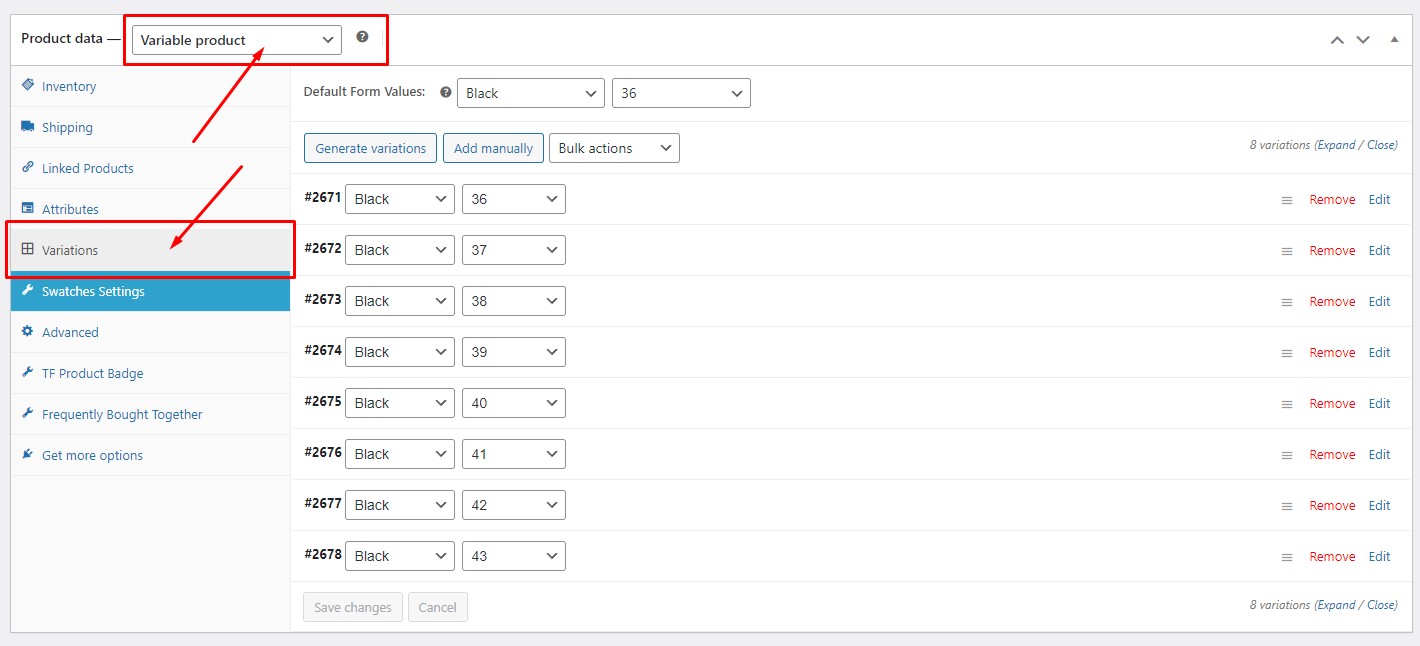 Product data — Variable product
Inventory
Shipping
Linked Products
Attributes
Variations
Swatches Settings
Advanced
TF Product Badge
Frequently Bought Together
Get more options
Default Form Values: Black 36
Generate variations Add manually Bulk actions 8 variations (Expand / Close)
#2671 Black 36 Remove Edit
#2672 Black 37 Remove Edit
#2673 Black 38 Remove Edit
#2674 Black 39 Remove Edit
#2675 Black 40 Remove Edit
#2676 Black 41 Remove Edit
#2677 Black 42 Remove Edit
#2678 Black 43 Remove Edit
Save changes Cancel 8 variations (Expand / Close)